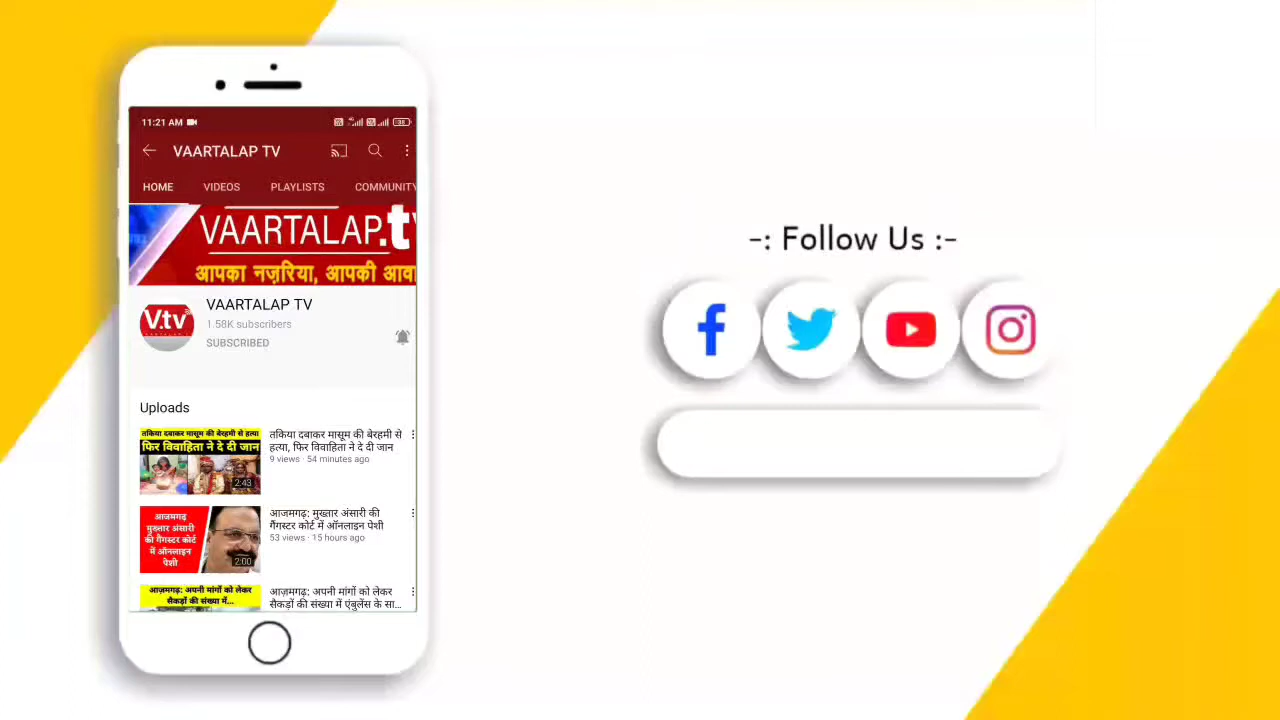 11:21 AM
VAARTALAP TV
HOME VIDEOS PLAYLISTS COMMUNITY
VAARTALAP.tv
आपका नज़रिया, आपकी आवा
V.tv
VAARTALAP TV
1.58K subscribers
SUBSCRIBED
Uploads
तकिया दबाकर मासूम की बेरहमी से हत्या
फिर विवाहिता ने दे दी जान
2:43
तकिया दबाकर मासूम की बेरहमी से
हत्या, फिर विवाहिता ने दे दी जान
9 views · 54 minutes ago
आजमगढ़
मुख्तार अंसारी
की गैंगस्टर कोर्ट
में ऑनलाइन
पेशी
2:00
आजमगढ़: मुख्तार अंसारी की
गैंगस्टर कोर्ट में ऑनलाइन पेशी
53 views · 15 hours ago
आजमगढ़: अपनी मांगों को लेकर
सैकड़ों की संख्या में...
आज़मगढ़: अपनी मांगों को लेकर
सैकड़ों की संख्या में एंबुलेंस के सा...
-: Follow Us :-